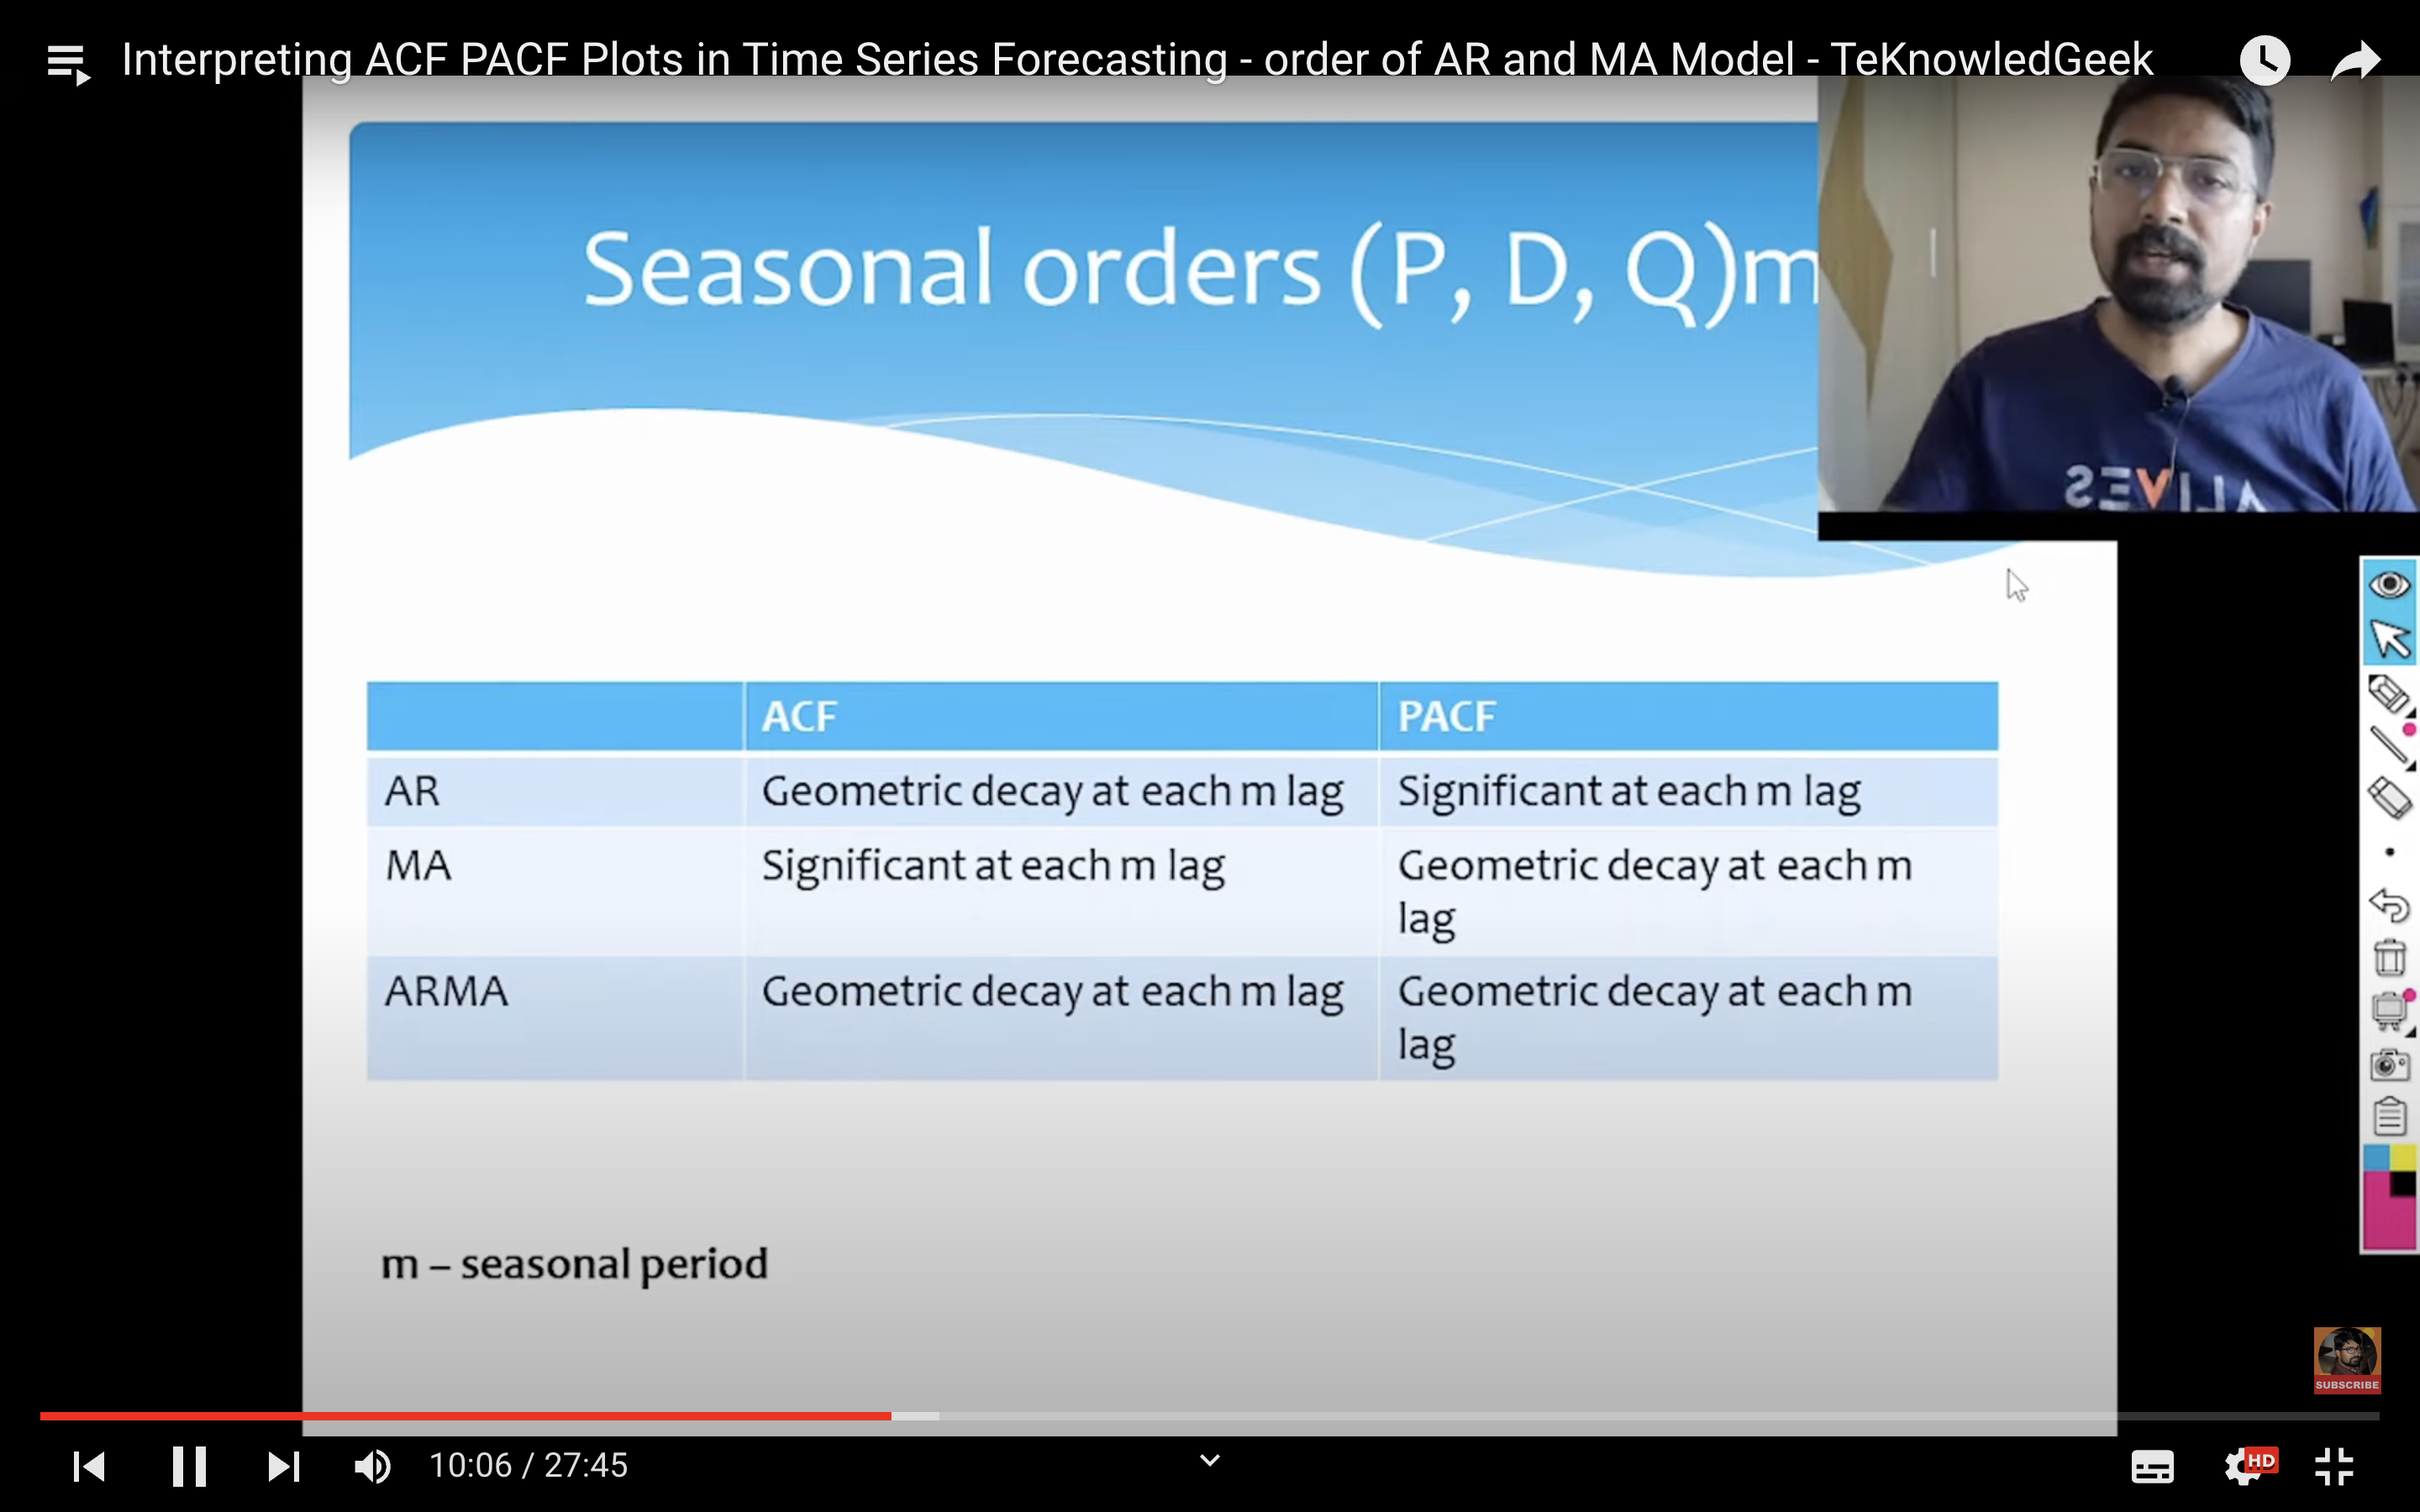 Interpreting ACF PACF Plots in Time Series Forecasting - order of AR and MA Model - TeKnowledGeek
Seasonal orders (P, D, Q)m
ALIVES
ACF PACF
AR Geometric decay at each m lag Significant at each m lag
MA Significant at each m lag Geometric decay at each m
lag
ARMA Geometric decay at each m lag Geometric decay at each m
lag
m – seasonal period
SUBSCRIBE
10:06 / 27:45
HD